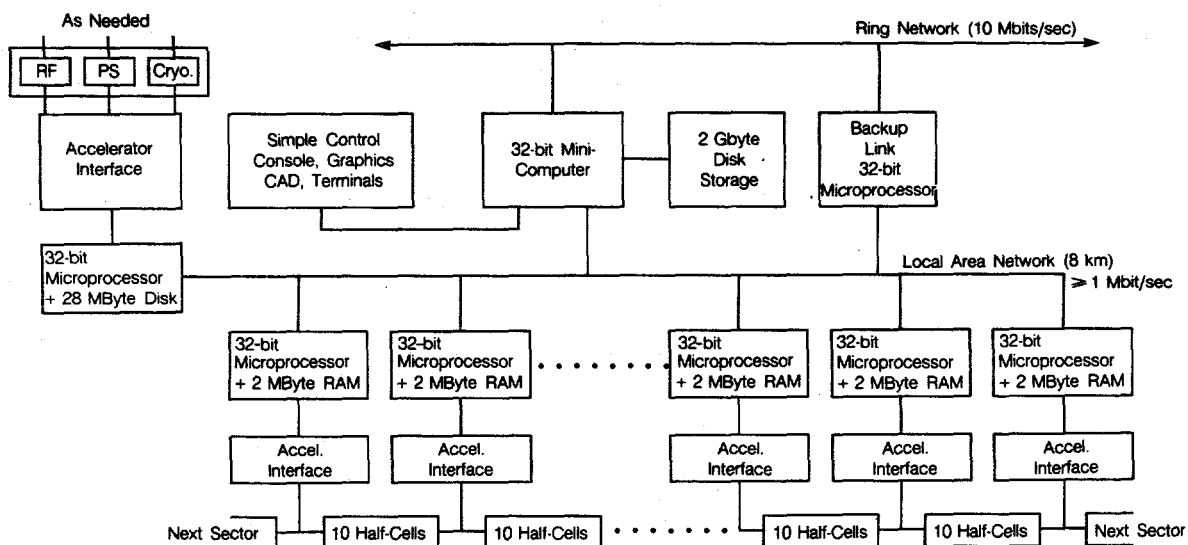 As Needed
RF
PS
Cryo.
Accelerator
Interface
32-bit
Microprocessor
+ 28 MByte Disk
Ring Network (10 Mbits/sec)
Simple Control
Console, Graphics
CAD, Terminals
32-bit Mini-
Computer
2 Gbyte
Disk
Storage
Backup
Link
32-bit
Microprocessor
Local Area Network (8 km)
⩾ 1 Mbit/sec
32-bit
Microprocessor
+ 2 MByte RAM
32-bit
Microprocessor
+ 2 MByte RAM
32-bit
Microprocessor
+ 2 MByte RAM
32-bit
Microprocessor
+ 2 MByte RAM
32-bit
Microprocessor
+ 2 MByte RAM
Accel.
Interface
Accel.
Interface
Accel.
Interface
Accel.
Interface
Accel.
Interface
Next Sector
10 Half-Cells
10 Half-Cells
10 Half-Cells
10 Half-Cells
Next Sector